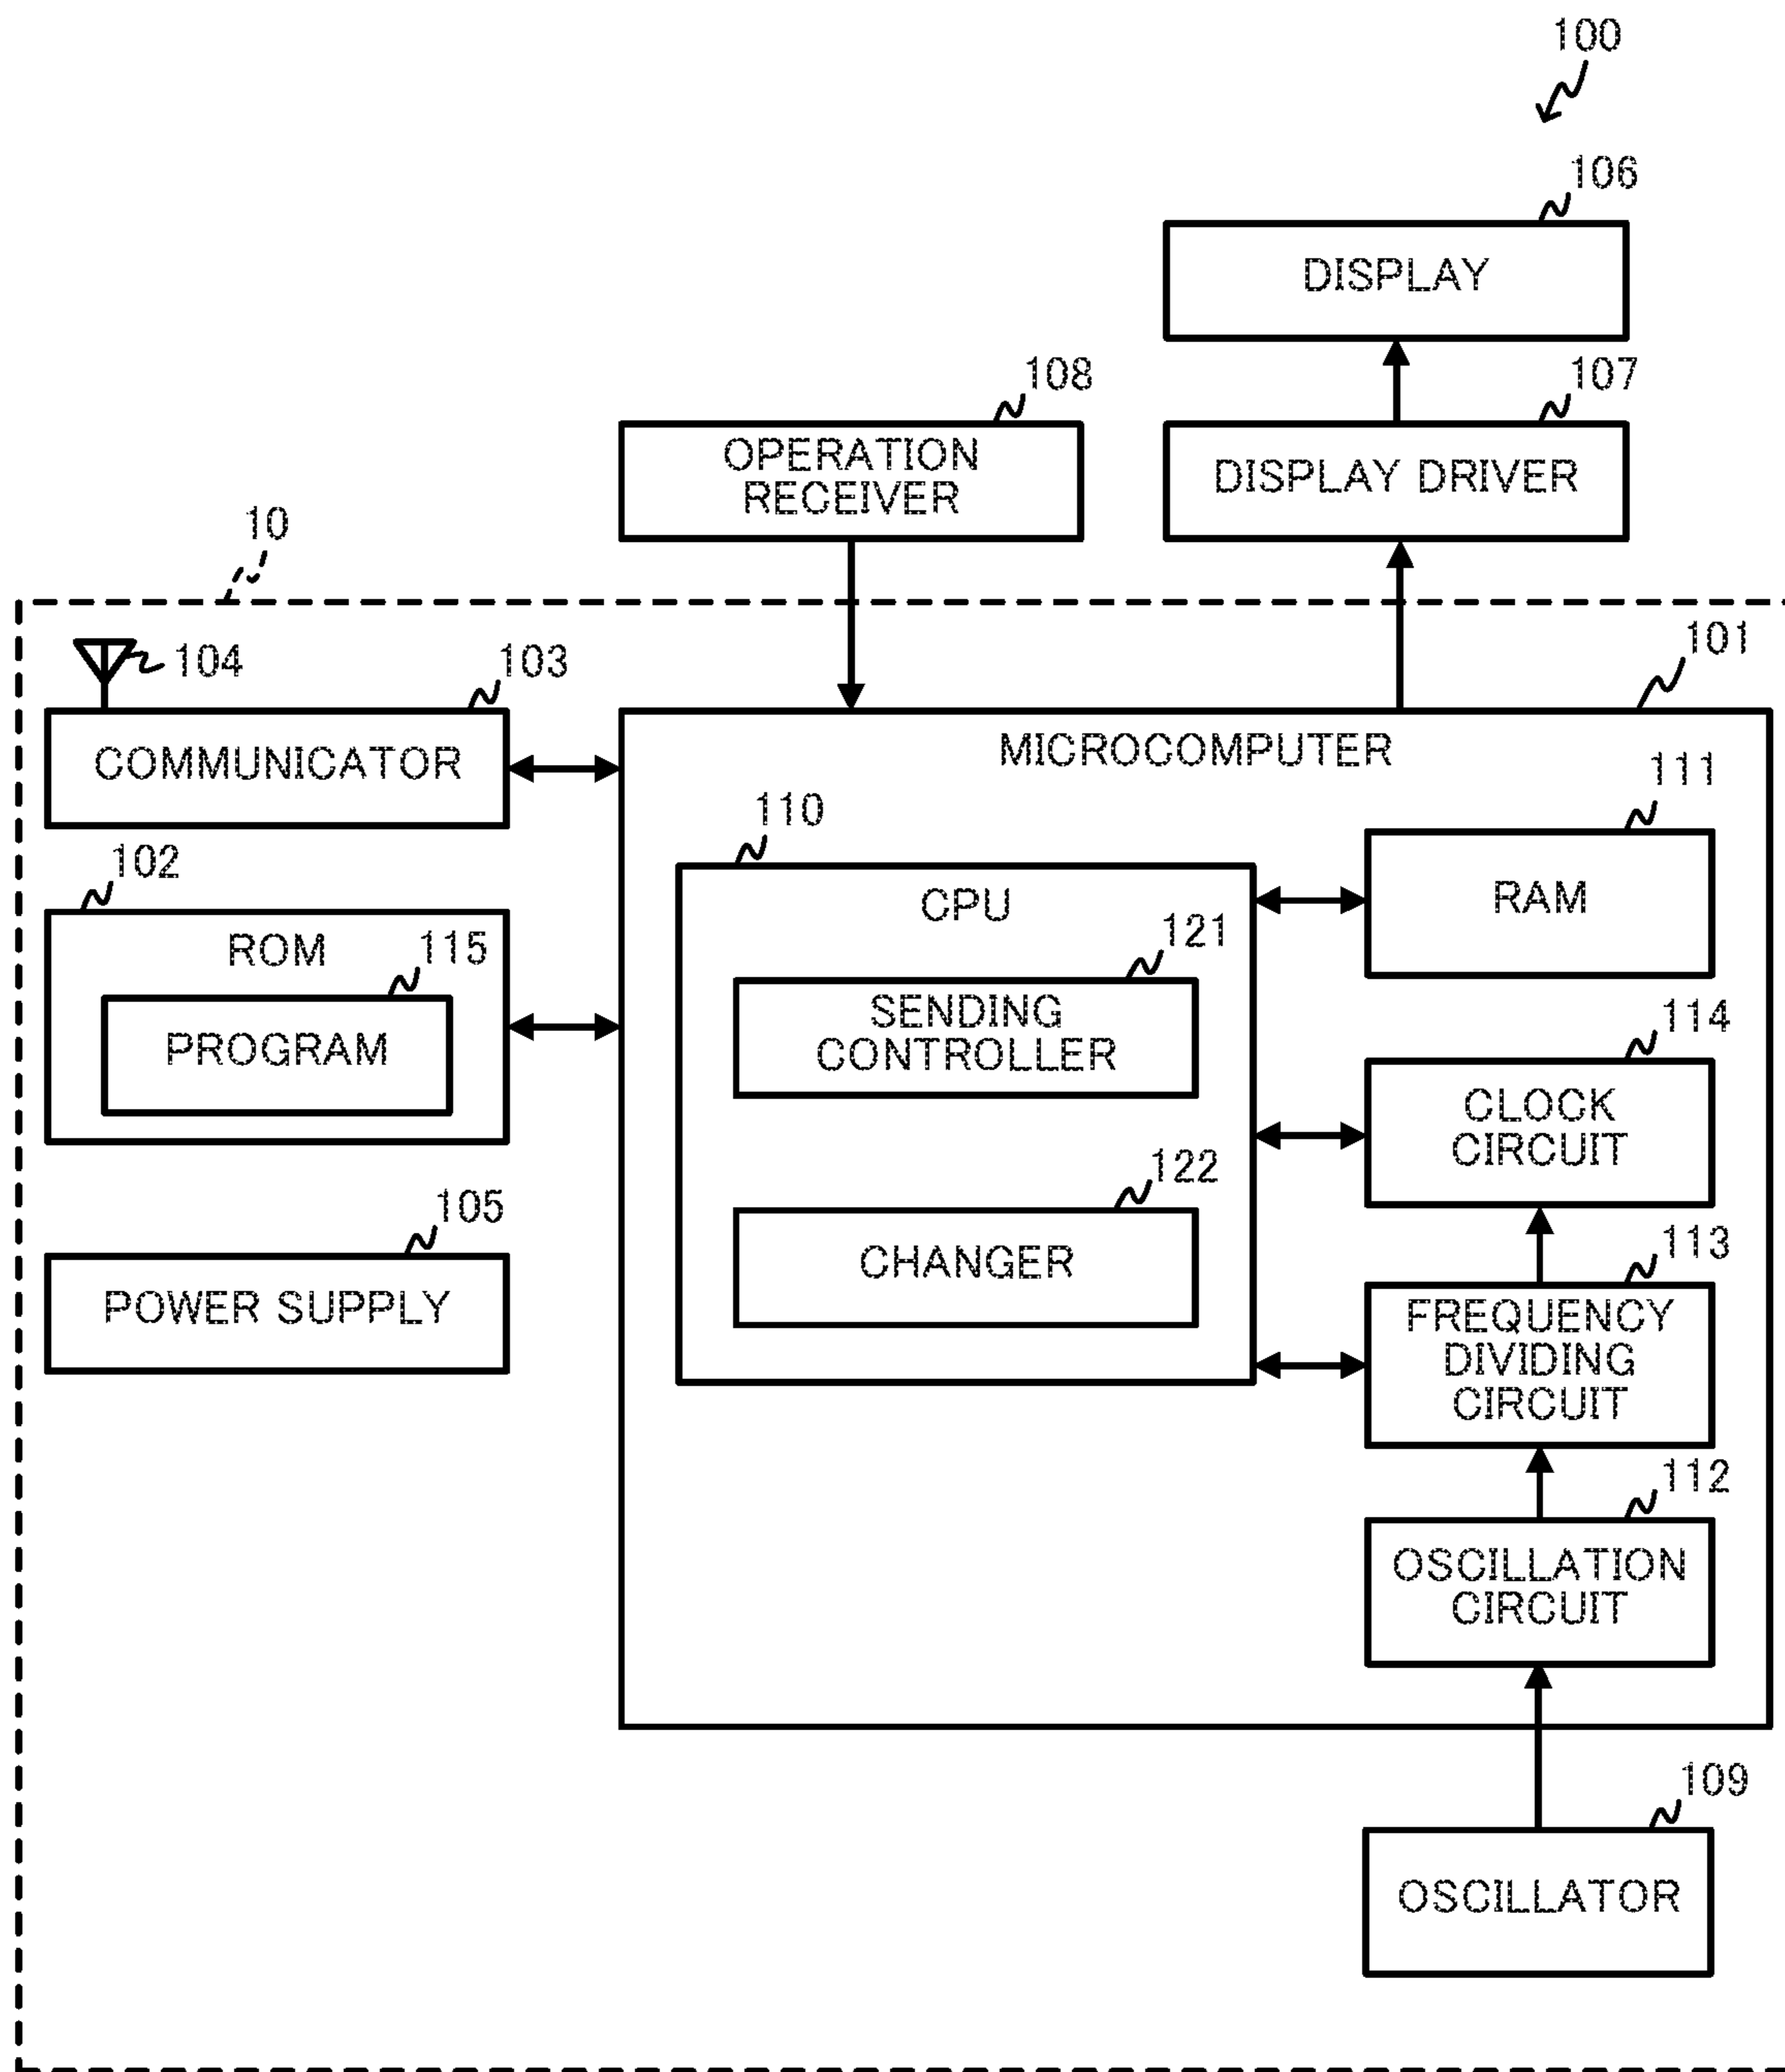 100
106
DISPLAY
108
107
OPERATION
RECEIVER
DISPLAY DRIVER
10
104
103
101
COMMUNICATOR
MICROCOMPUTER
110
111
102
CPU
RAM
ROM
115
121
PROGRAM
SENDING
CONTROLLER
114
CLOCK
CIRCUIT
122
105
CHANGER
113
POWER SUPPLY
FREQUENCY
DIVIDING
CIRCUIT
112
OSCILLATION
CIRCUIT
109
OSCILLATOR